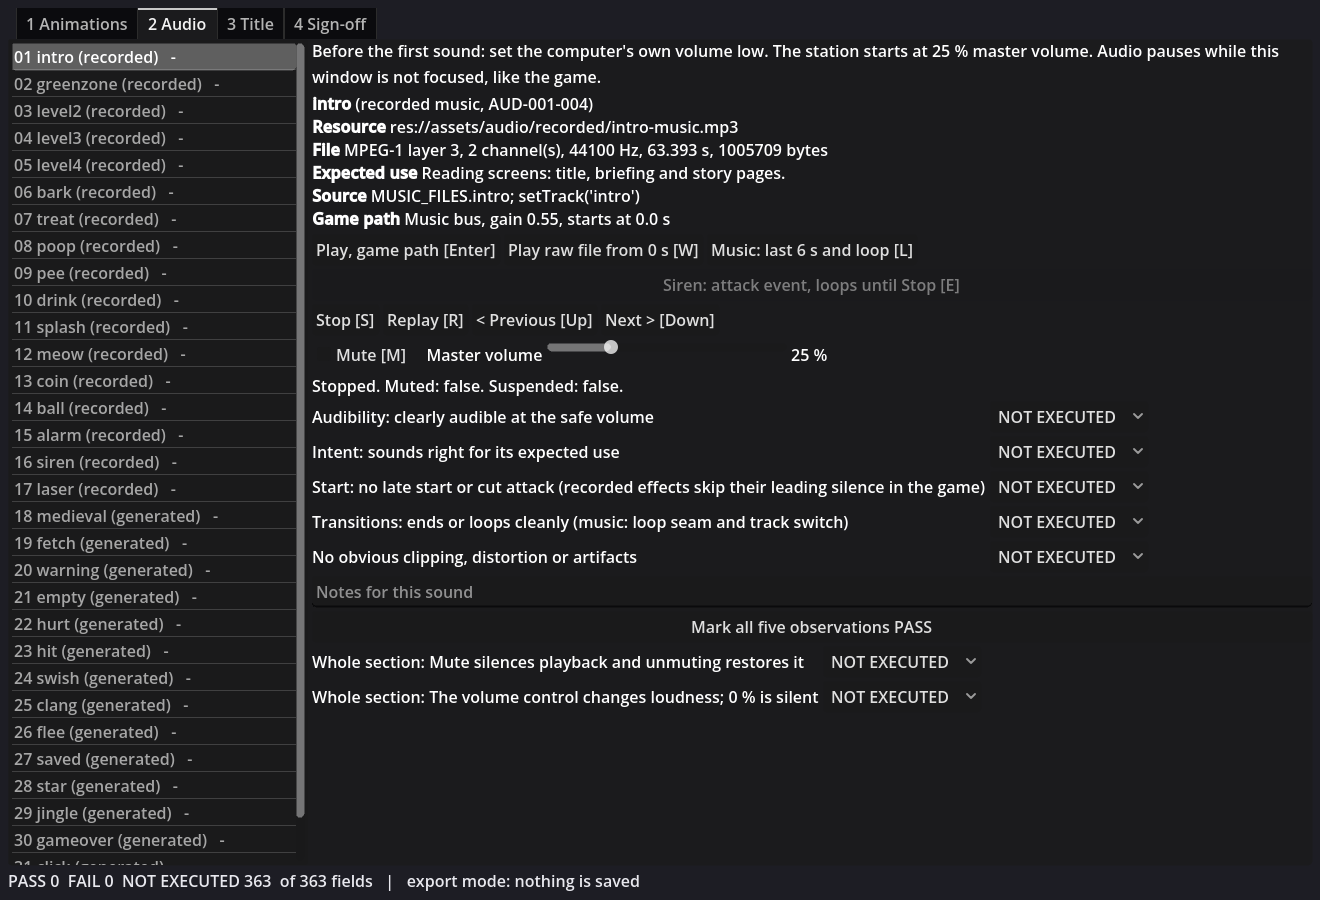 1 Animations
2 Audio
3 Title
4 Sign-off
01 intro (recorded) -
02 greenzone (recorded) -
03 level2 (recorded) -
04 level3 (recorded) -
05 level4 (recorded) -
06 bark (recorded) -
07 treat (recorded) -
08 poop (recorded) -
09 pee (recorded) -
10 drink (recorded) -
11 splash (recorded) -
12 meow (recorded) -
13 coin (recorded) -
14 ball (recorded) -
15 alarm (recorded) -
16 siren (recorded) -
17 laser (recorded) -
18 medieval (generated) -
19 fetch (generated) -
20 warning (generated) -
21 empty (generated) -
22 hurt (generated) -
23 hit (generated) -
24 swish (generated) -
25 clang (generated) -
26 flee (generated) -
27 saved (generated) -
28 star (generated) -
29 jingle (generated) -
30 gameover (generated) -
Before the first sound: set the computer's own volume low. The station starts at 25 % master volume. Audio pauses while this
window is not focused, like the game.
Intro (recorded music, AUD-001-004)
Resource res://assets/audio/recorded/intro-music.mp3
File MPEG-1 layer 3, 2 channel(s), 44100 Hz, 63.393 s, 1005709 bytes
Expected use Reading screens: title, briefing and story pages.
Source MUSIC_FILES.intro; setTrack('intro')
Game path Music bus, gain 0.55, starts at 0.0 s
Play, game path [Enter] Play raw file from 0 s [W] Music: last 6 s and loop [L]
Siren: attack event, loops until Stop [E]
Stop [S] Replay [R] < Previous [Up] Next > [Down]
Mute [M] Master volume 25 %
Stopped. Muted: false. Suspended: false.
Audibility: clearly audible at the safe volume NOT EXECUTED
Intent: sounds right for its expected use NOT EXECUTED
Start: no late start or cut attack (recorded effects skip their leading silence in the game) NOT EXECUTED
Transitions: ends or loops cleanly (music: loop seam and track switch) NOT EXECUTED
No obvious clipping, distortion or artifacts NOT EXECUTED
Notes for this sound
Mark all five observations PASS
Whole section: Mute silences playback and unmuting restores it NOT EXECUTED
Whole section: The volume control changes loudness; 0 % is silent NOT EXECUTED
PASS 0 FAIL 0 NOT EXECUTED 363 of 363 fields | export mode: nothing is saved